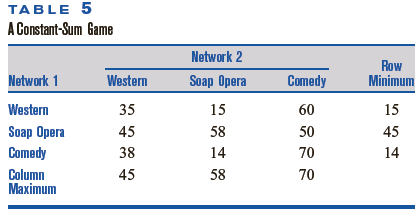 TABLE 5
A Constant-Sum Game
Network 2
Row
Network 1 Western Soap Opera Comedy Minimum
Western 35 15 60 15
Soap Opera 45 58 50 45
Comedy 38 14 70 14
Column 45 58 70
Maximum